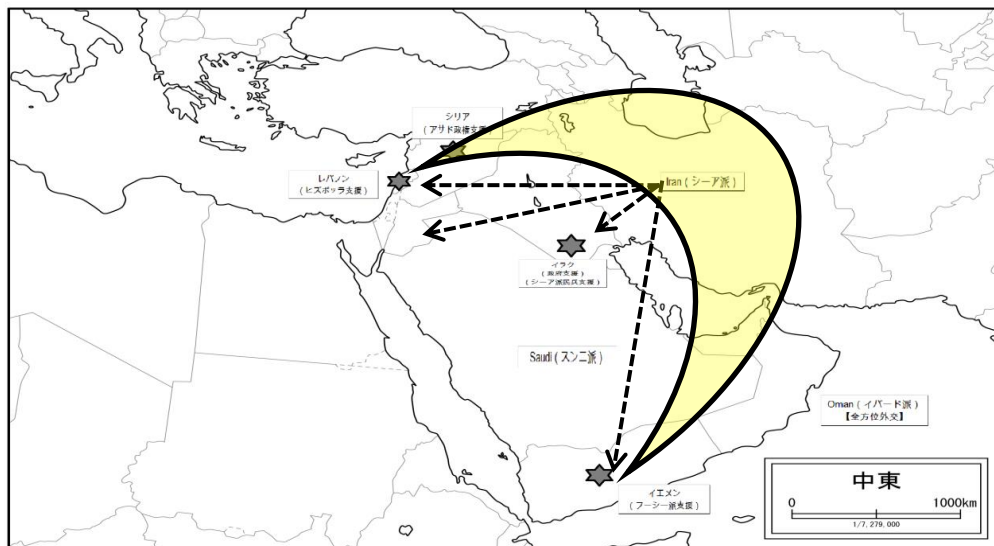 シリア
(アサド政権支援)
レバノン
(ヒズボッラ支援)
Iran(シーア派)
イラク
(政府支援)
(シーア派民兵支援)
Saudi(スンニ派)
Oman(イバード派)
【全方位外交】
イエメン
(フーシー派支援)
中東
0 1000km
1/7,279,000